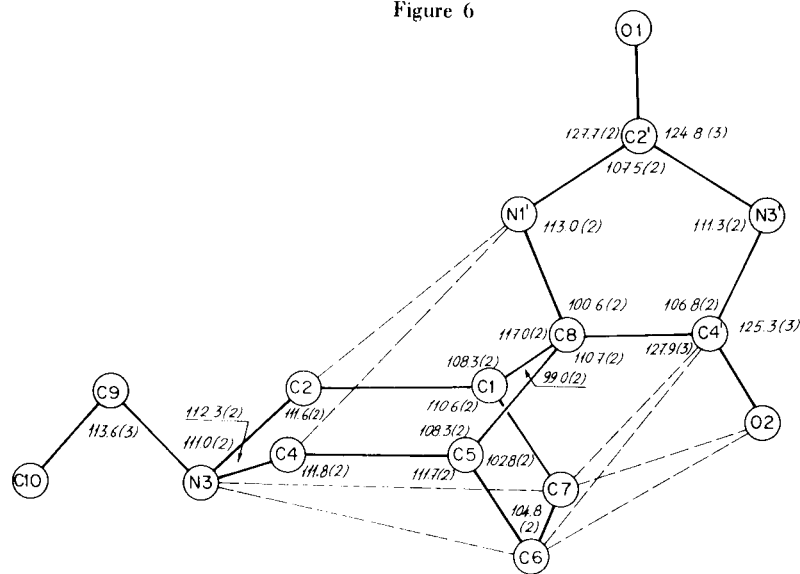 Figure 6
O1
127.7(2) C2' 124.8(3)
107.5(2)
N1' 113.0(2) 111.3(2) N3'
100.6(2) 106.8(2)
117.0(2) C8 110.7(2) 127.9(3) C4' 125.3(3)
108.3(2) 99.0(2)
C9 C2 C1
112.3(2) 111.6(2) 110.6(2)
113.6(3) 111.0(2) 108.3(2) O2
C4 C5 102.8(2)
C10 N3 111.8(2) 111.7(2) C7
104.8
(2)
C6